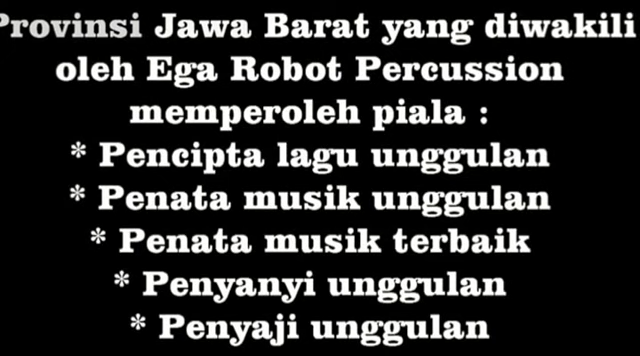 Provinsi Jawa Barat yang diwakili
oleh Ega Robot Percussion
memperoleh piala :
* Pencipta lagu unggulan
* Penata musik unggulan
* Penata musik terbaik
* Penyanyi unggulan
* Penyaji unggulan